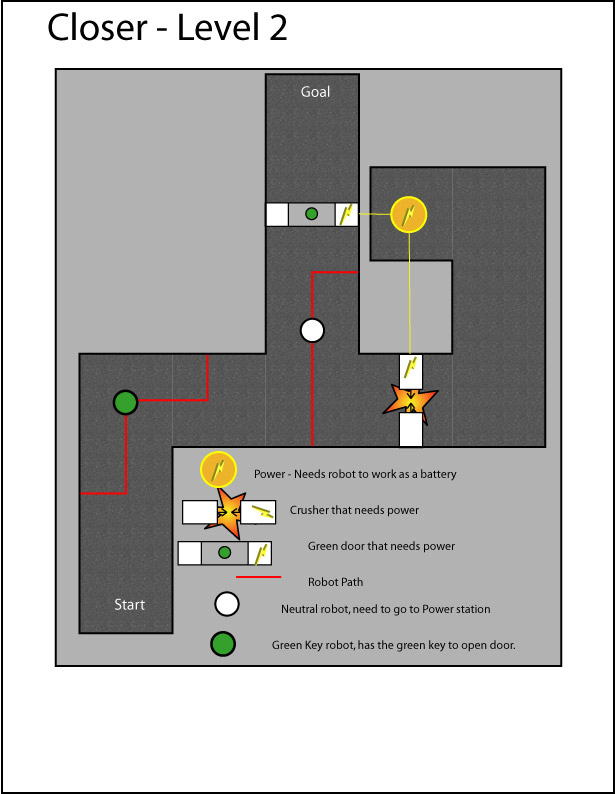 Closer - Level 2
Goal
Power - Needs robot to work as a battery
Crusher that needs power
Green door that needs power
Robot Path
Start
Neutral robot, need to go to Power station
Green Key robot, has the green key to open door.